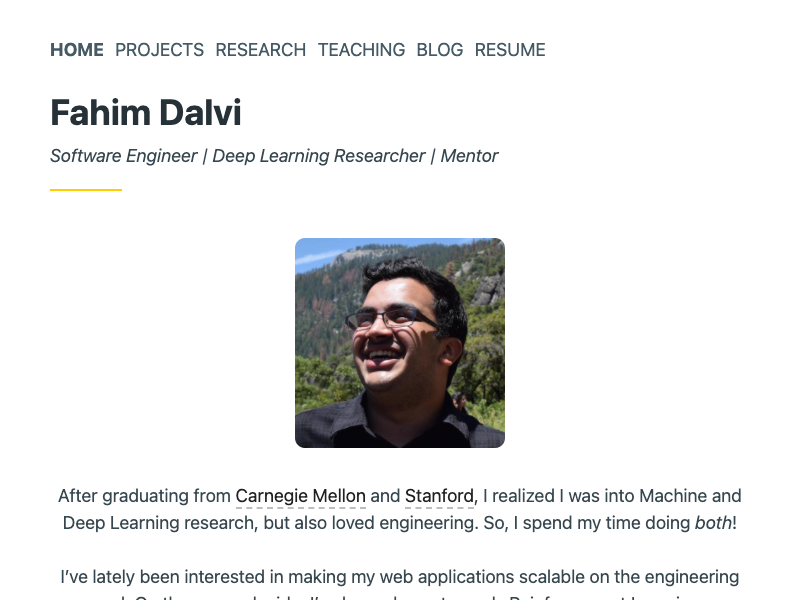 HOME PROJECTS RESEARCH TEACHING BLOG RESUME
Fahim Dalvi
Software Engineer | Deep Learning Researcher | Mentor
After graduating from Carnegie Mellon and Stanford, I realized I was into Machine and
Deep Learning research, but also loved engineering. So, I spend my time doing both!
I’ve lately been interested in making my web applications scalable on the engineering